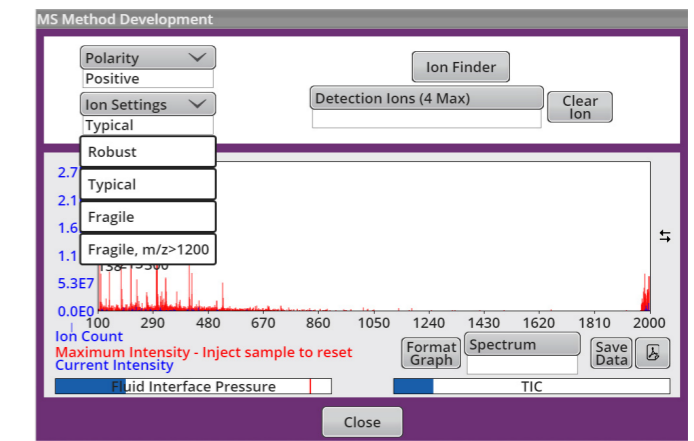 MS Method Development
Polarity
Positive
Ion Settings
Typical
Robust
Typical
Fragile
Fragile, m/z>1200
Ion Finder
Detection Ions (4 Max)
Clear
Ion
2.7
2.1
1.6
1.1
5.3E7
0.0E0
100 290 480 670 860 1050 1240 1430 1620 1810 2000
Ion Count
Maximum Intensity - Inject sample to reset
Current Intensity
Format
Graph
Spectrum
Save
Data
Fluid Interface Pressure
TIC
Close